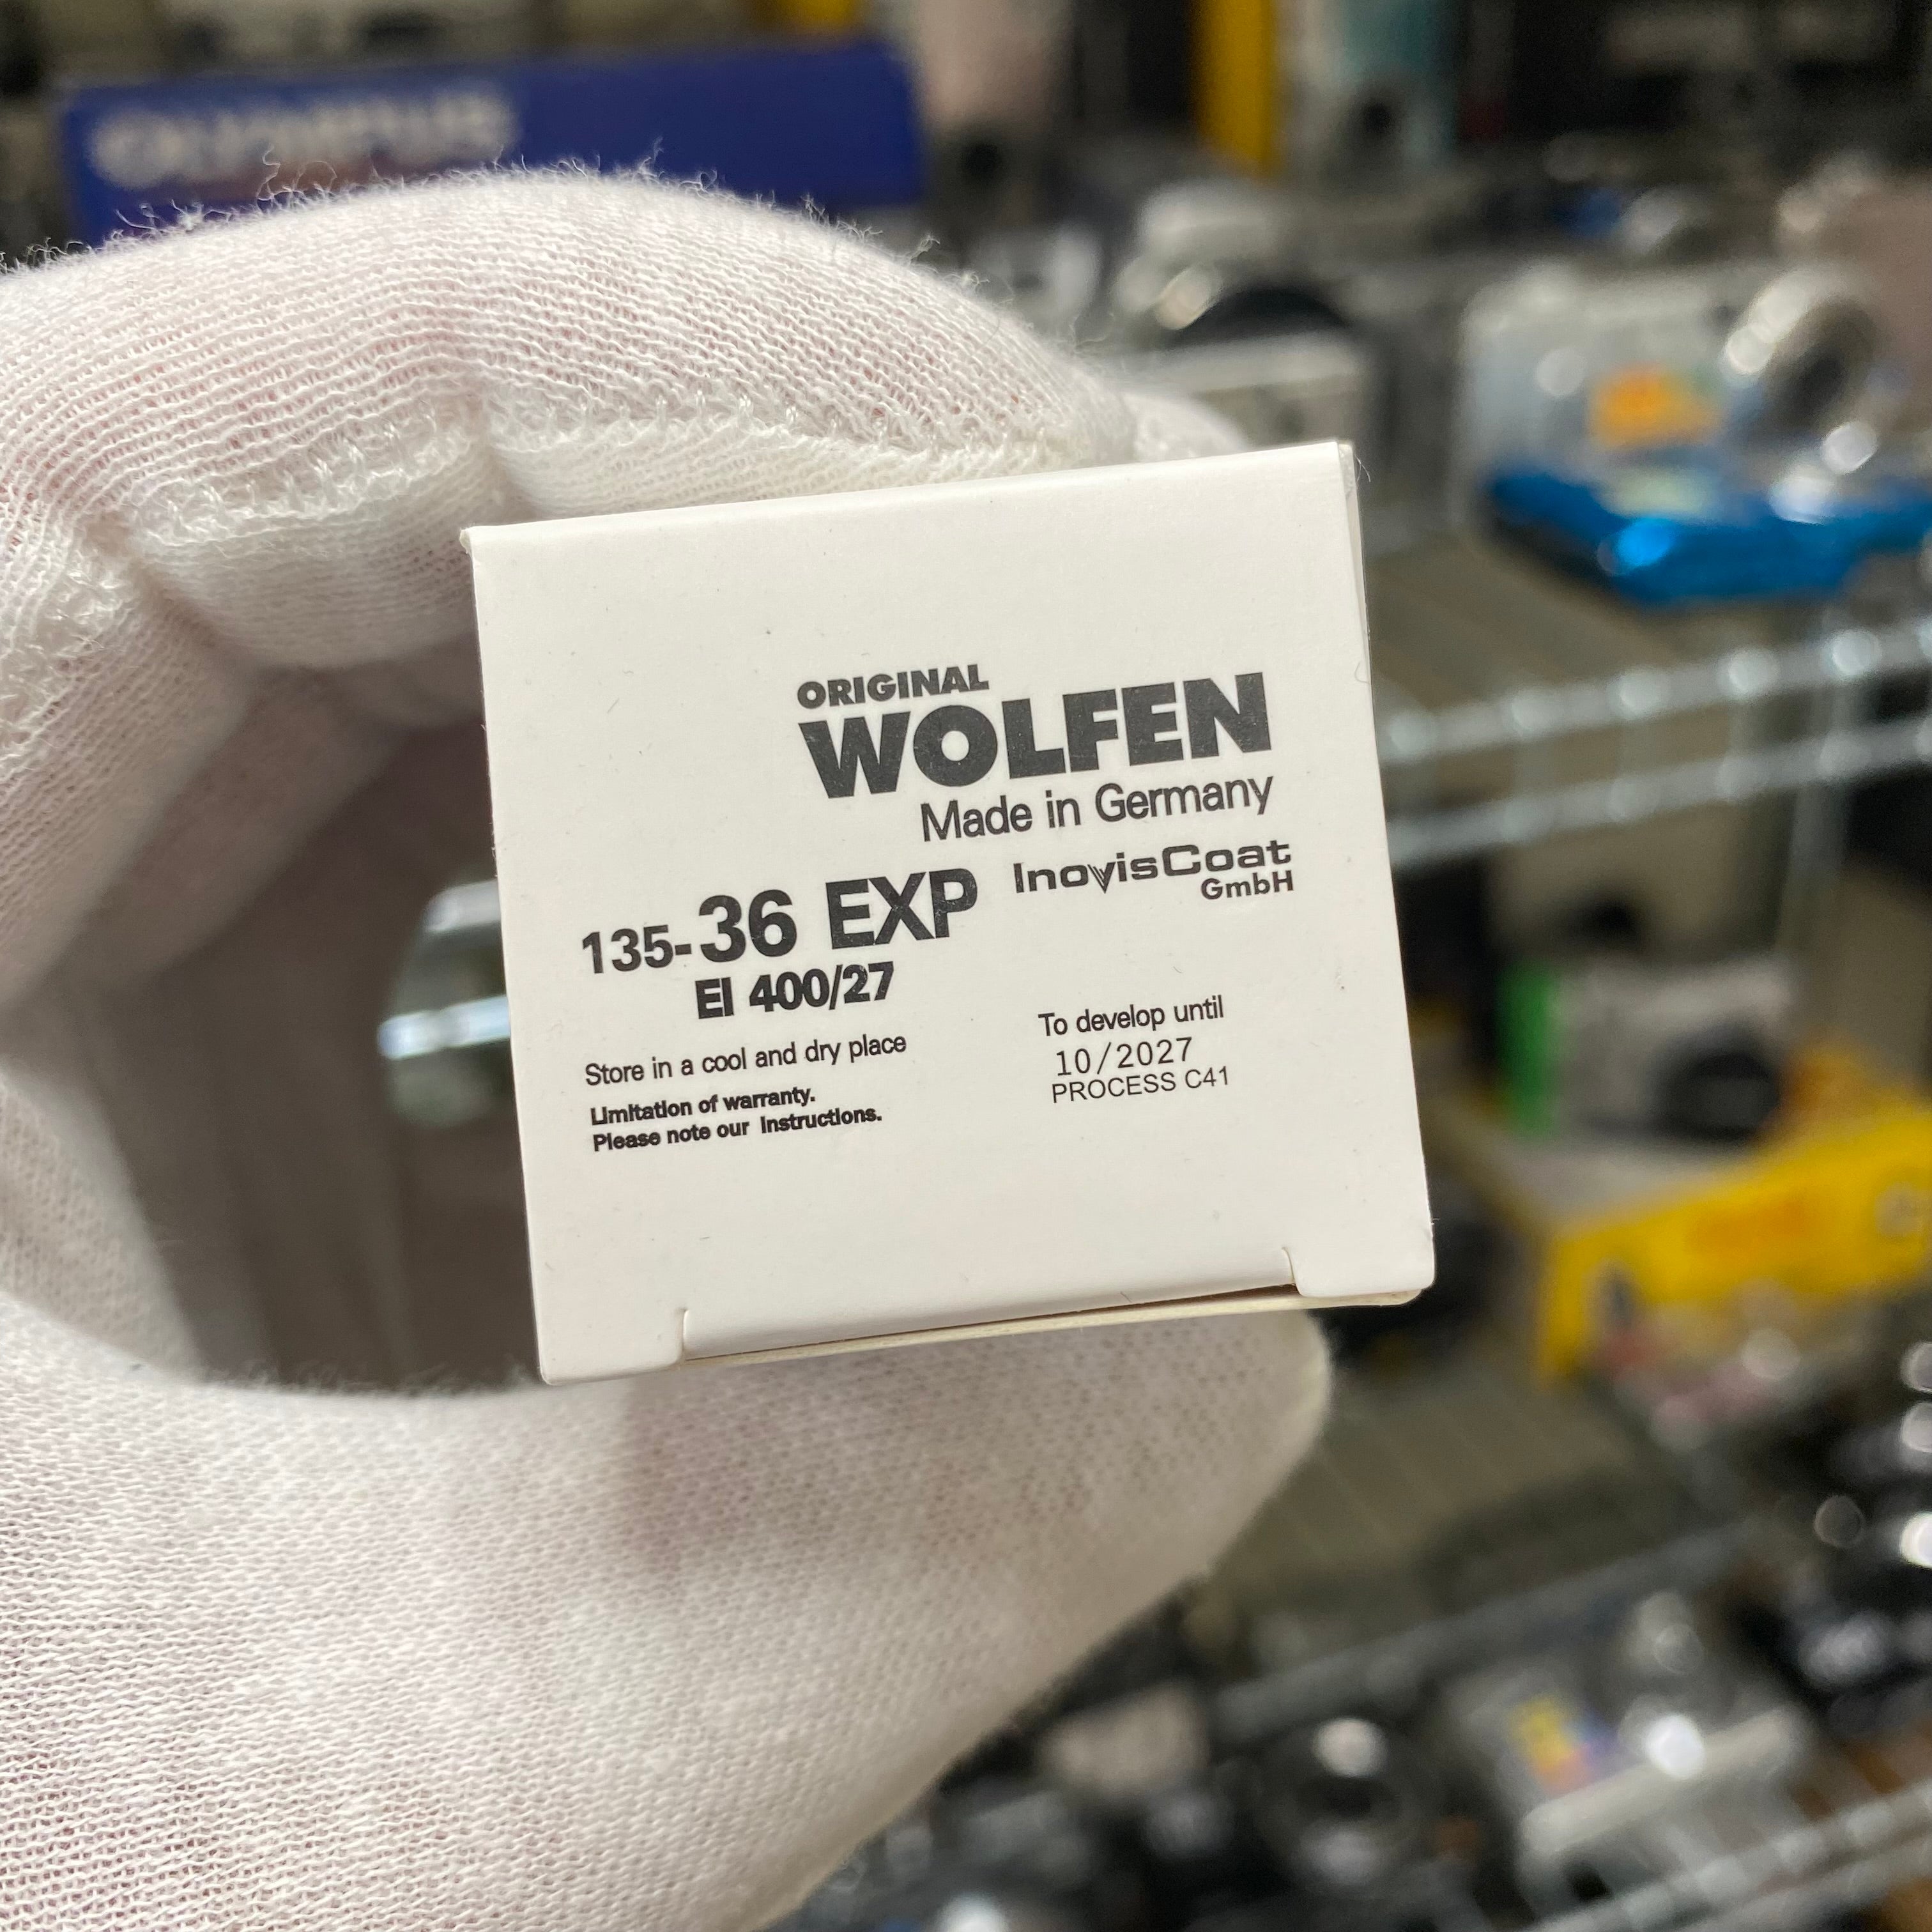 OLYMPUS
ORIGINAL
WOLFEN
Made in Germany
InovisCoat
GmbH
135-36 EXP
EI 400/27
Store in a cool and dry place
Limitation of warranty.
Please note our Instructions.
To develop until
10/2027
PROCESS C41